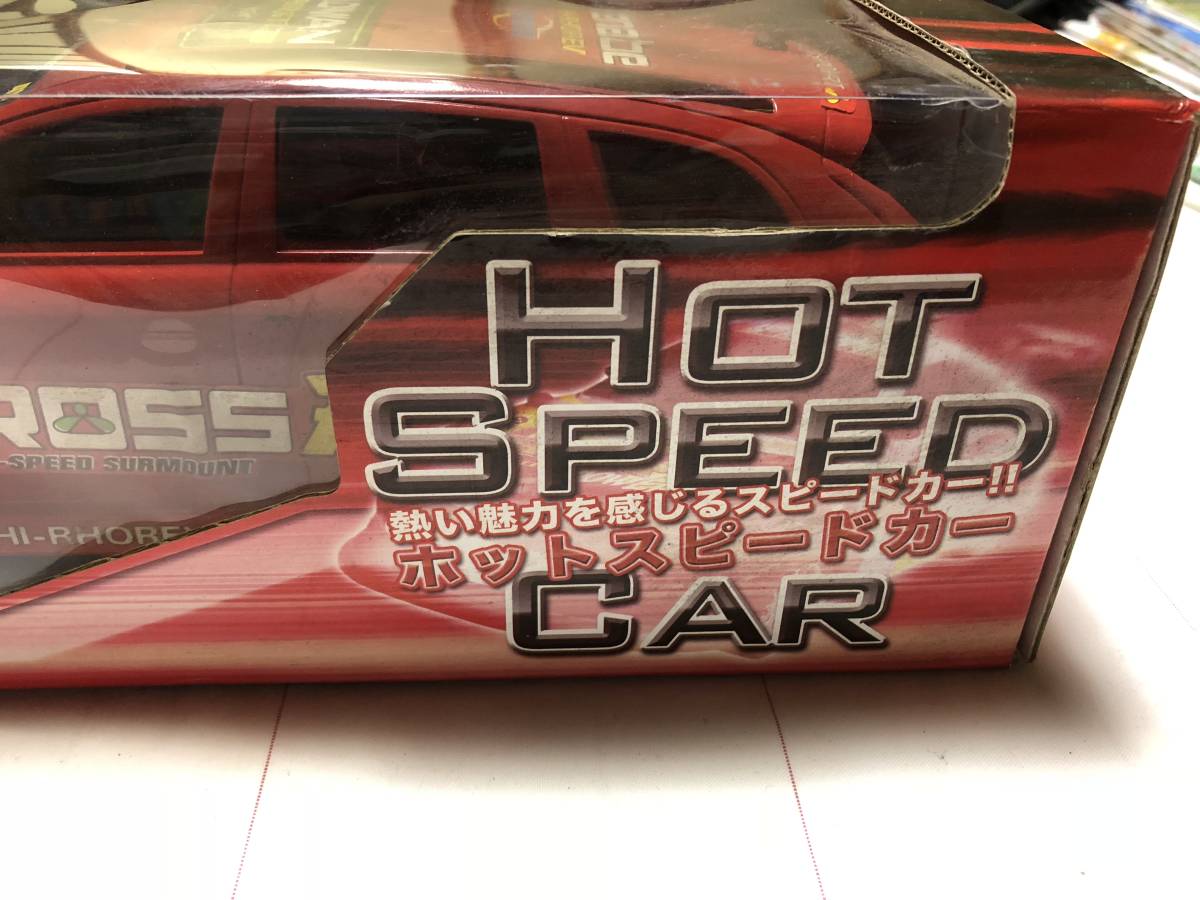 HOT
SPEED
熱い魅力を感じるスピードカー!!
ホットスピードカー
CAR
ROSS
-SPEED SURMOUNT
HI-RHORE